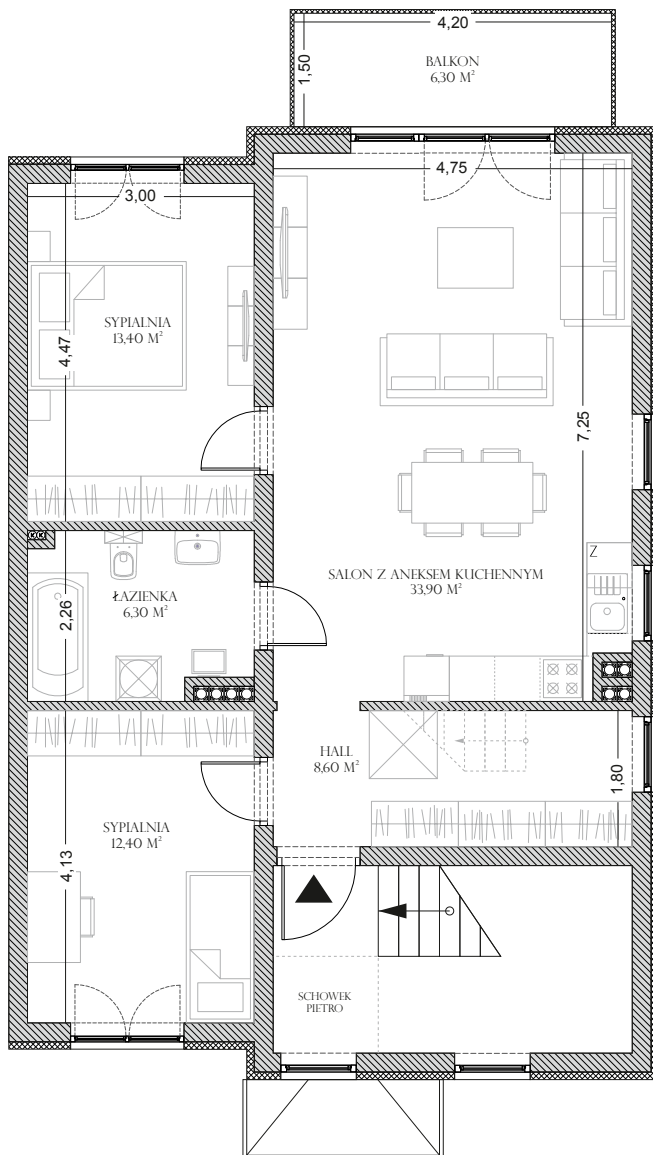 4,20
1,50
BALKON
6,30 M²
3,00
4,75
SYPIALNIA
13,40 M²
4,47
7,25
SALON Z ANEKSEM KUCHENNYM
33,90 M²
Z
ŁAZIENKA
6,30 M²
2,26
HALL
8,60 M²
1,80
SYPIALNIA
12,40 M²
4,13
SCHOWEK
PIETRO